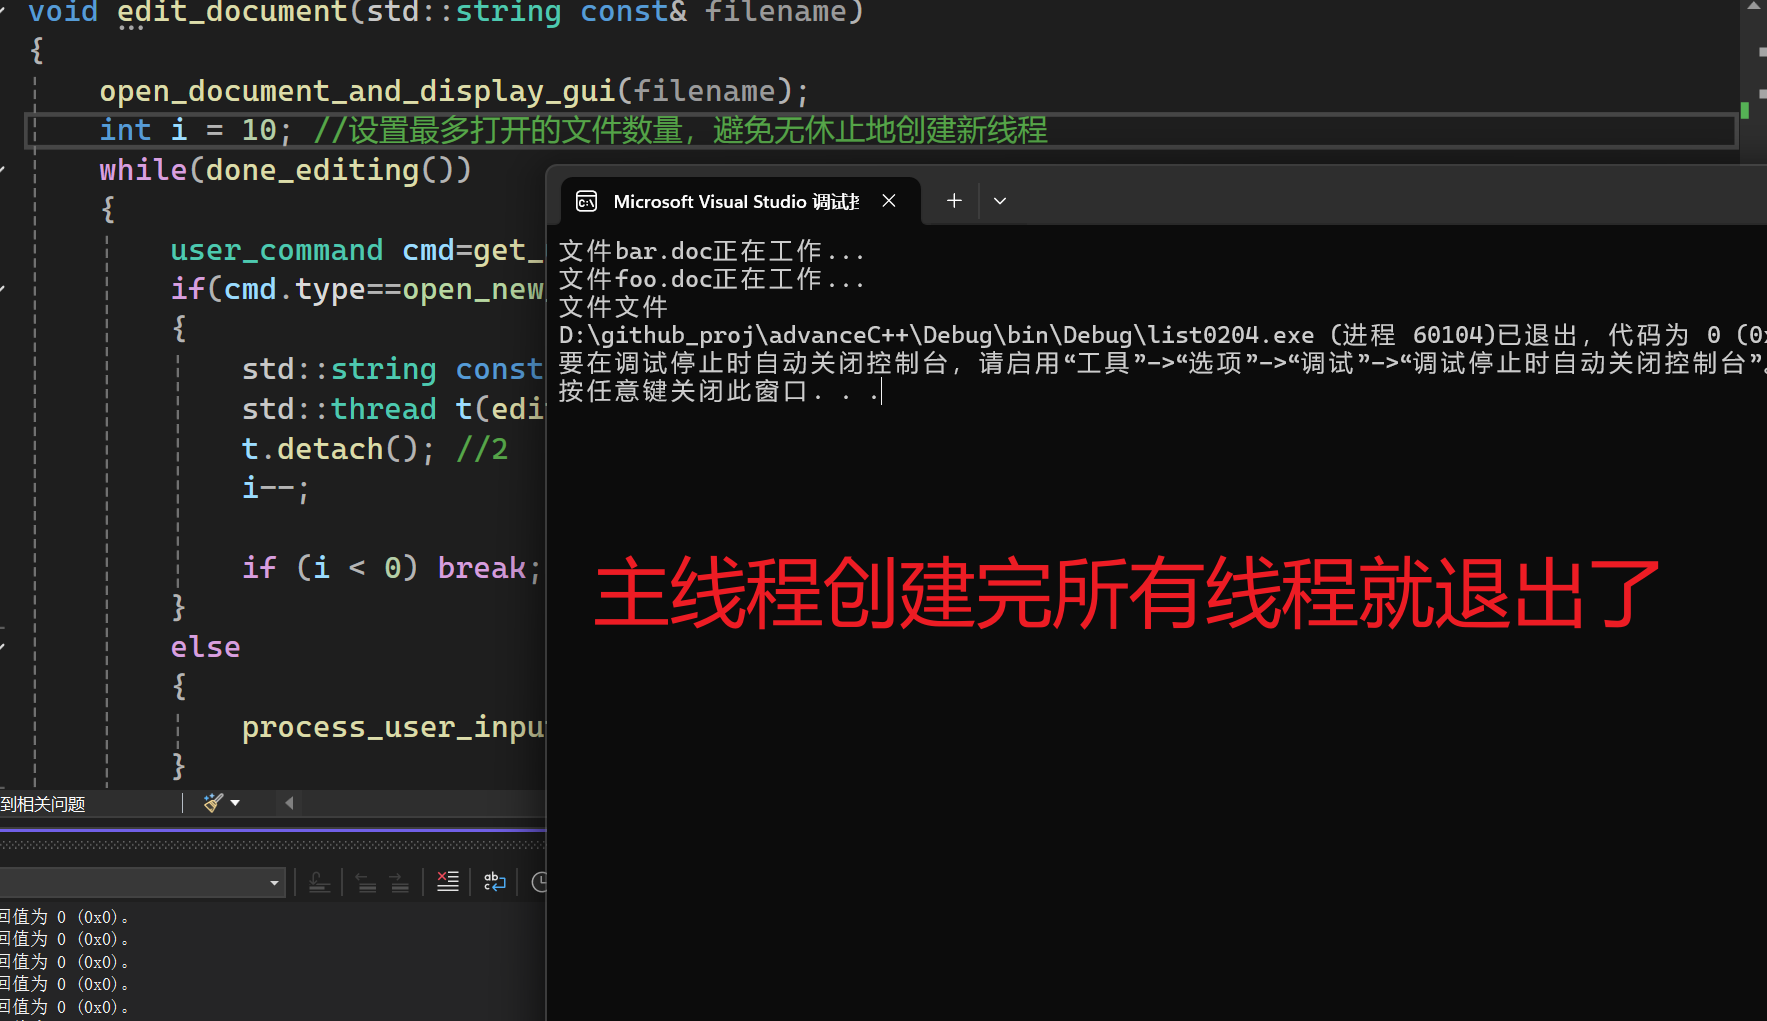 void edit_document(std::string const& filename)
{
open_document_and_display_gui(filename);
int i = 10; //设置最多打开的文件数量，避免无休止地创建新线程
while(done_editing())
{
user_command cmd=get_
if(cmd.type==open_new
{
std::string const
std::thread t(edi
t.detach(); //2
i--;
if (i < 0) break;
}
else
{
process_user_inpu
}
到相关问题
回值为 0 (0x0)。
回值为 0 (0x0)。
回值为 0 (0x0)。
回值为 0 (0x0)。
回值为 0 (0x0)。
Microsoft Visual Studio 调试
文件bar.doc正在工作...
文件foo.doc正在工作...
文件文件
D:\github_proj\advanceC++\Debug\bin\Debug\list0204.exe (进程 60104)已退出，代码为 0 (0x
要在调试停止时自动关闭控制台，请启用“工具”->“选项”->“调试”->“调试停止时自动关闭控制台”。
按任意键关闭此窗口. . .
主线程创建完所有线程就退出了